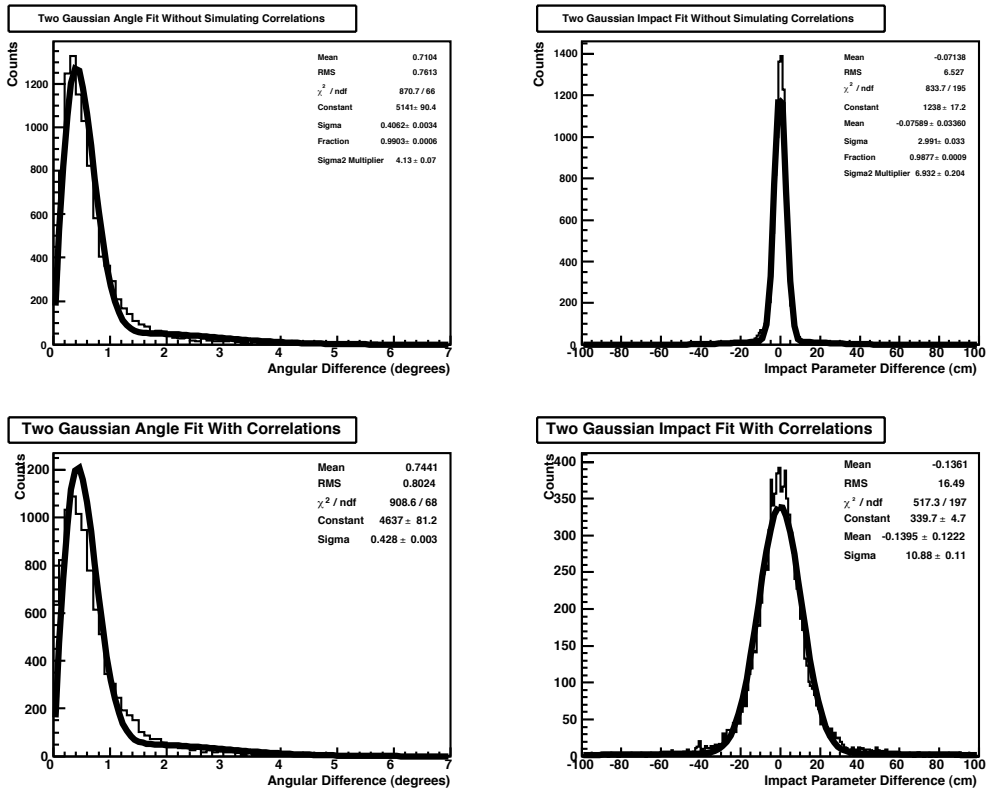 Two Gaussian Angle Fit Without Simulating Correlations
Counts
Mean 0.7104
RMS 0.7613
χ² / ndf 870.7 / 66
Constant 5141± 90.4
Sigma 0.4062± 0.0034
Fraction 0.9903± 0.0006
Sigma2 Multiplier 4.13 ± 0.07
1200
1000
800
600
400
200
0
0 1 2 3 4 5 6 7
Angular Difference (degrees)
Two Gaussian Impact Fit Without Simulating Correlations
Counts
Mean -0.07138
RMS 6.527
χ² / ndf 833.7 / 195
Constant 1238 ± 17.2
Mean -0.07589 ± 0.03360
Sigma 2.991± 0.033
Fraction 0.9877± 0.0009
Sigma2 Multiplier 6.932 ± 0.204
1400
1200
1000
800
600
400
200
0
-100 -80 -60 -40 -20 0 20 40 60 80 100
Impact Parameter Difference (cm)
Two Gaussian Angle Fit With Correlations
Counts
Mean 0.7441
RMS 0.8024
χ² / ndf 908.6 / 68
Constant 4637 ± 81.2
Sigma 0.428 ± 0.003
1200
1000
800
600
400
200
0
0 1 2 3 4 5 6 7
Angular Difference (degrees)
Two Gaussian Impact Fit With Correlations
Counts
Mean -0.1361
RMS 16.49
χ² / ndf 517.3 / 197
Constant 339.7 ± 4.7
Mean -0.1395 ± 0.1222
Sigma 10.88 ± 0.11
400
350
300
250
200
150
100
50
0
-100 -80 -60 -40 -20 0 20 40 60 80 100
Impact Parameter Difference (cm)